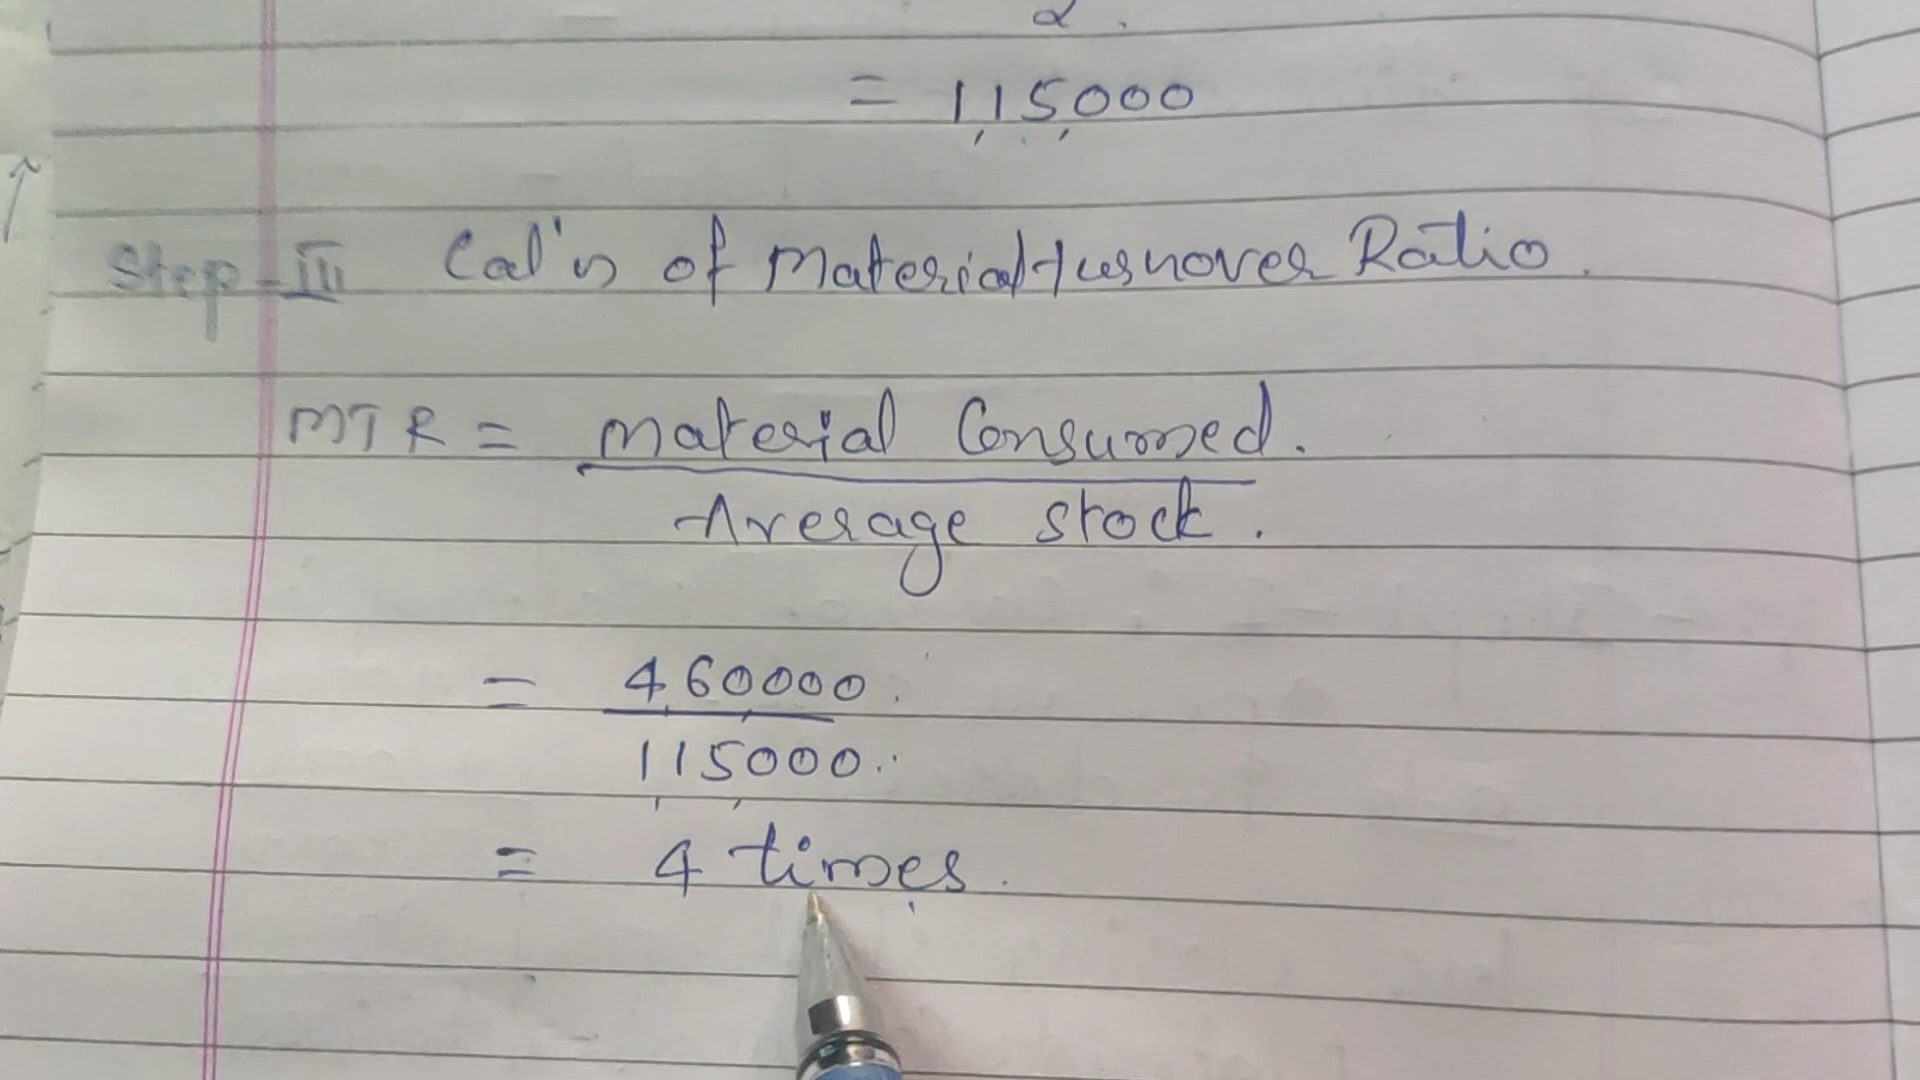 2.
= 1,15,000
Step-III Cal'n of Material turnover Ratio.
MTR = Material Consumed.
Average stock.
= 4,60,000.
1,15,000.
= 4 times.